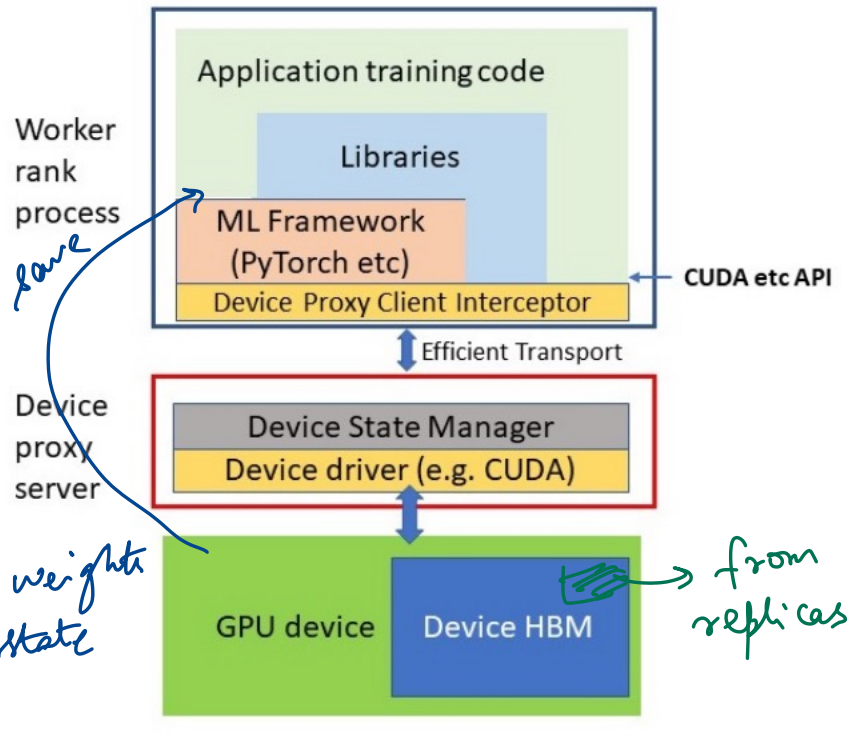 Application training code
Worker
rank
process
Libraries
ML Framework
(PyTorch etc)
save
CUDA etc API
Device Proxy Client Interceptor
Efficient Transport
Device
proxy
server
Device State Manager
Device driver (e.g. CUDA)
weights
state
GPU device
Device HBM
from
replicas